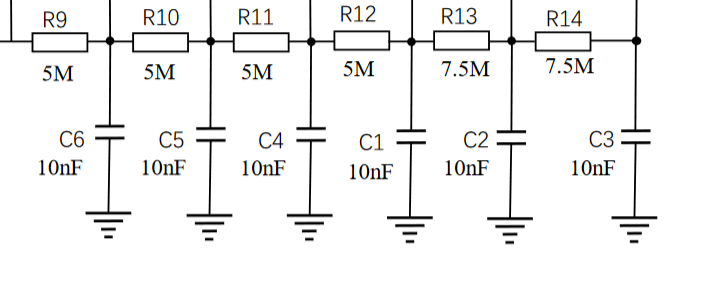 R9 R10 R11 R12 R13 R14
5M 5M 5M 5M 7.5M 7.5M
C6 C5 C4 C1 C2 C3
10nF 10nF 10nF 10nF 10nF 10nF